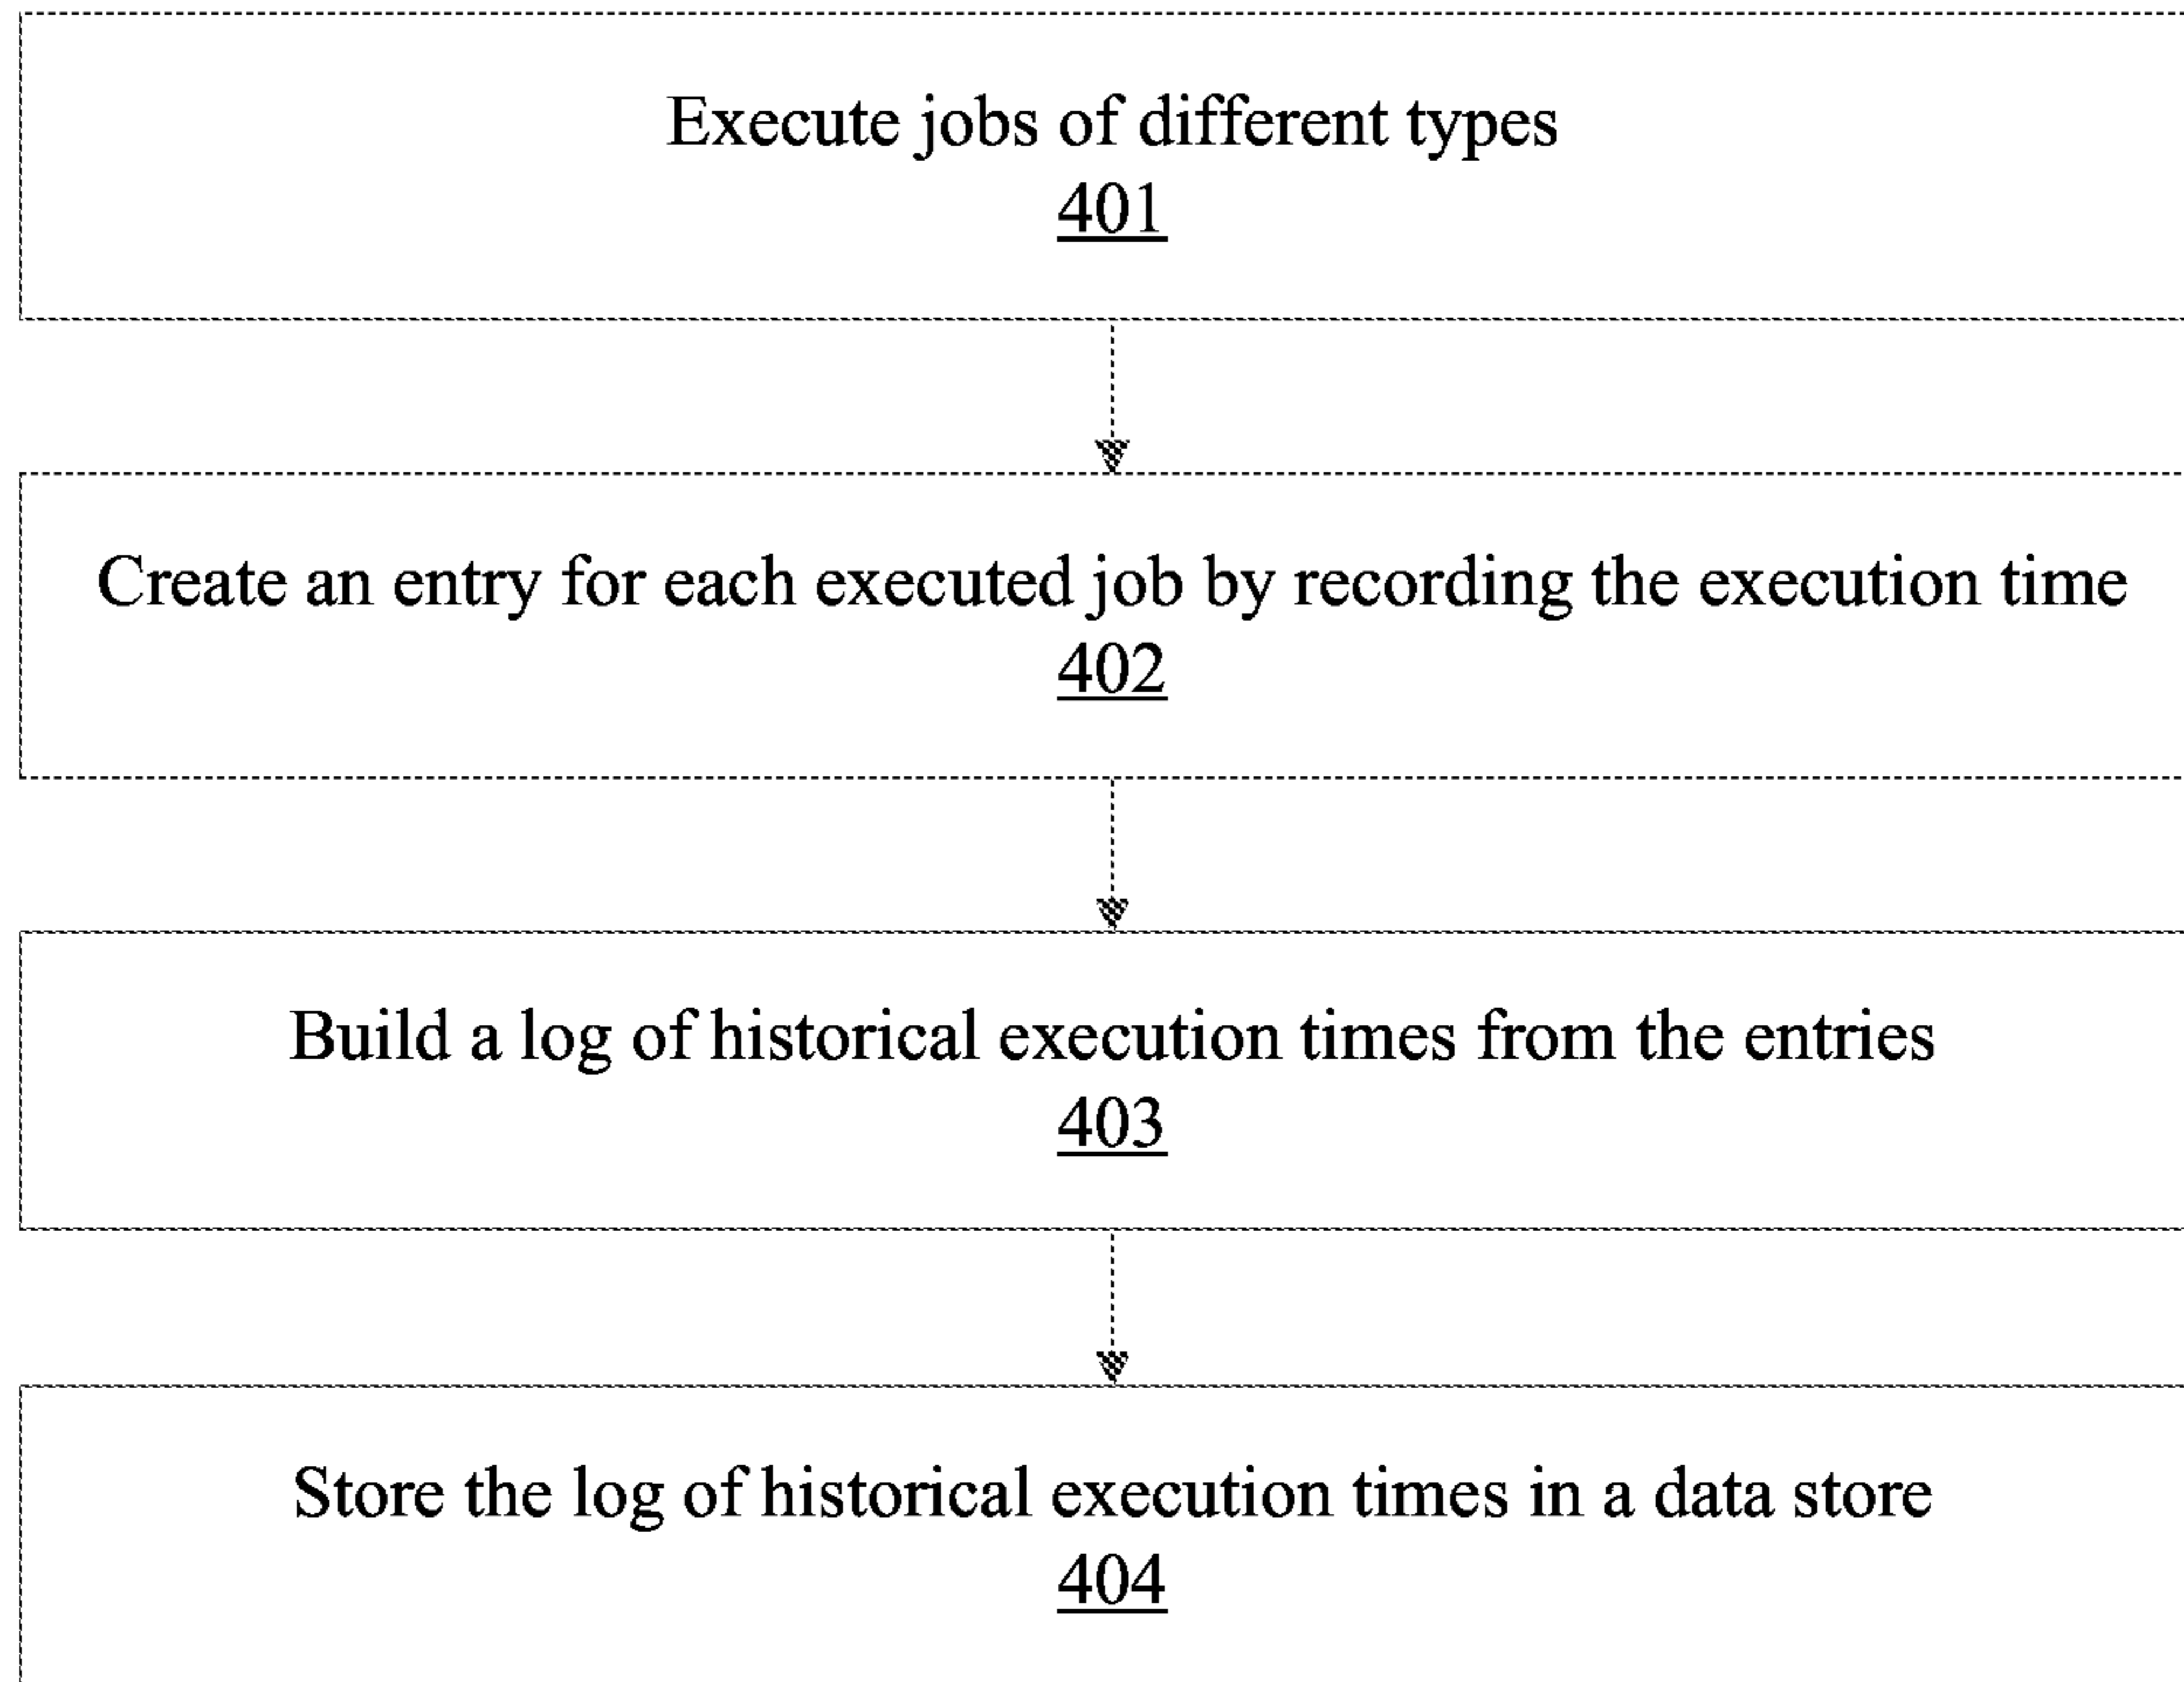 Execute jobs of different types
401
Create an entry for each executed job by recording the execution time
402
Build a log of historical execution times from the entries
403
Store the log of historical execution times in a data store
404